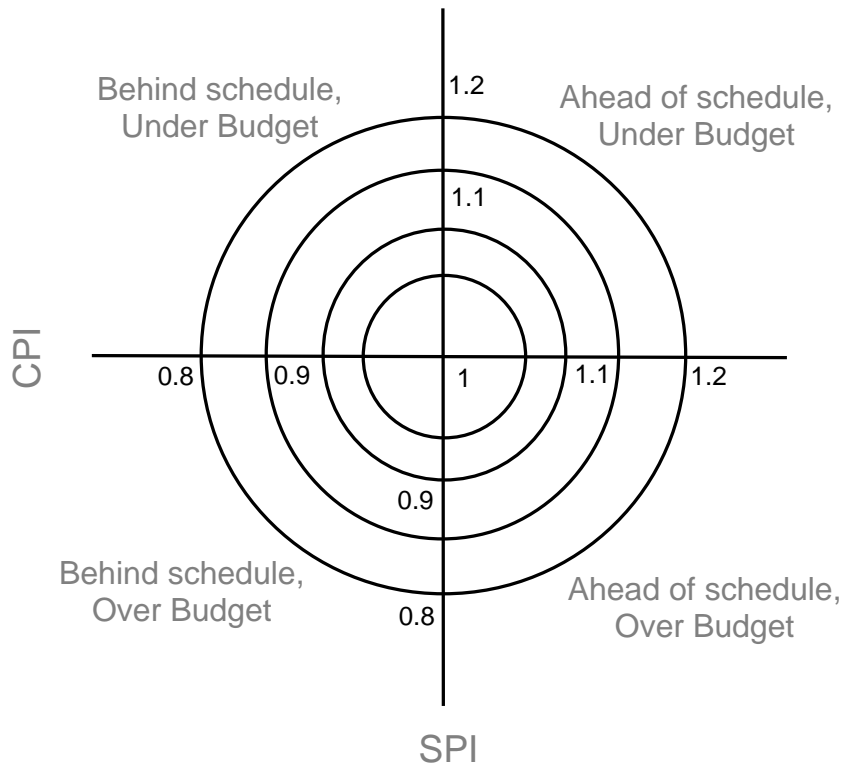 1.2
Behind schedule,
Under Budget
Ahead of schedule,
Under Budget
1.1
CPI
0.8
0.9
1
1.1
1.2
0.9
Behind schedule,
Over Budget
Ahead of schedule,
Over Budget
0.8
SPI